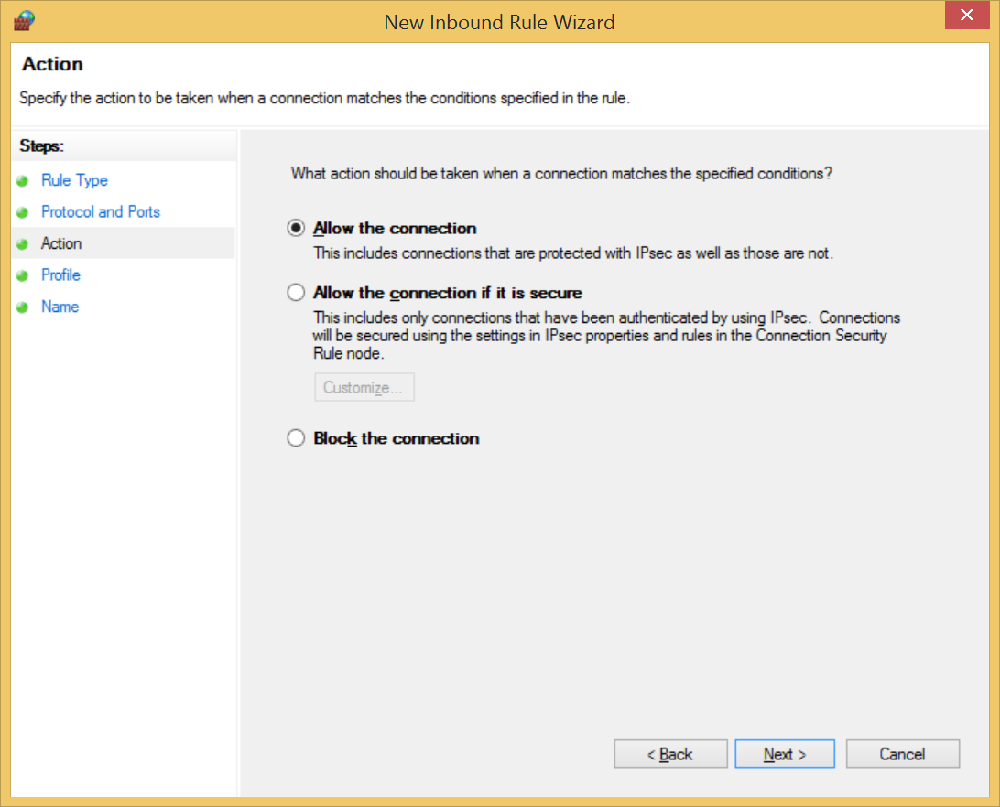 New Inbound Rule Wizard
Action
Specify the action to be taken when a connection matches the conditions specified in the rule.
Steps:
Rule Type
Protocol and Ports
Action
Profile
Name
What action should be taken when a connection matches the specified conditions?
Allow the connection
This includes connections that are protected with IPsec as well as those are not.
Allow the connection if it is secure
This includes only connections that have been authenticated by using IPsec.  Connections
will be secured using the settings in IPsec properties and rules in the Connection Security
Rule node.
Customize...
Block the connection
< Back
Next >
Cancel